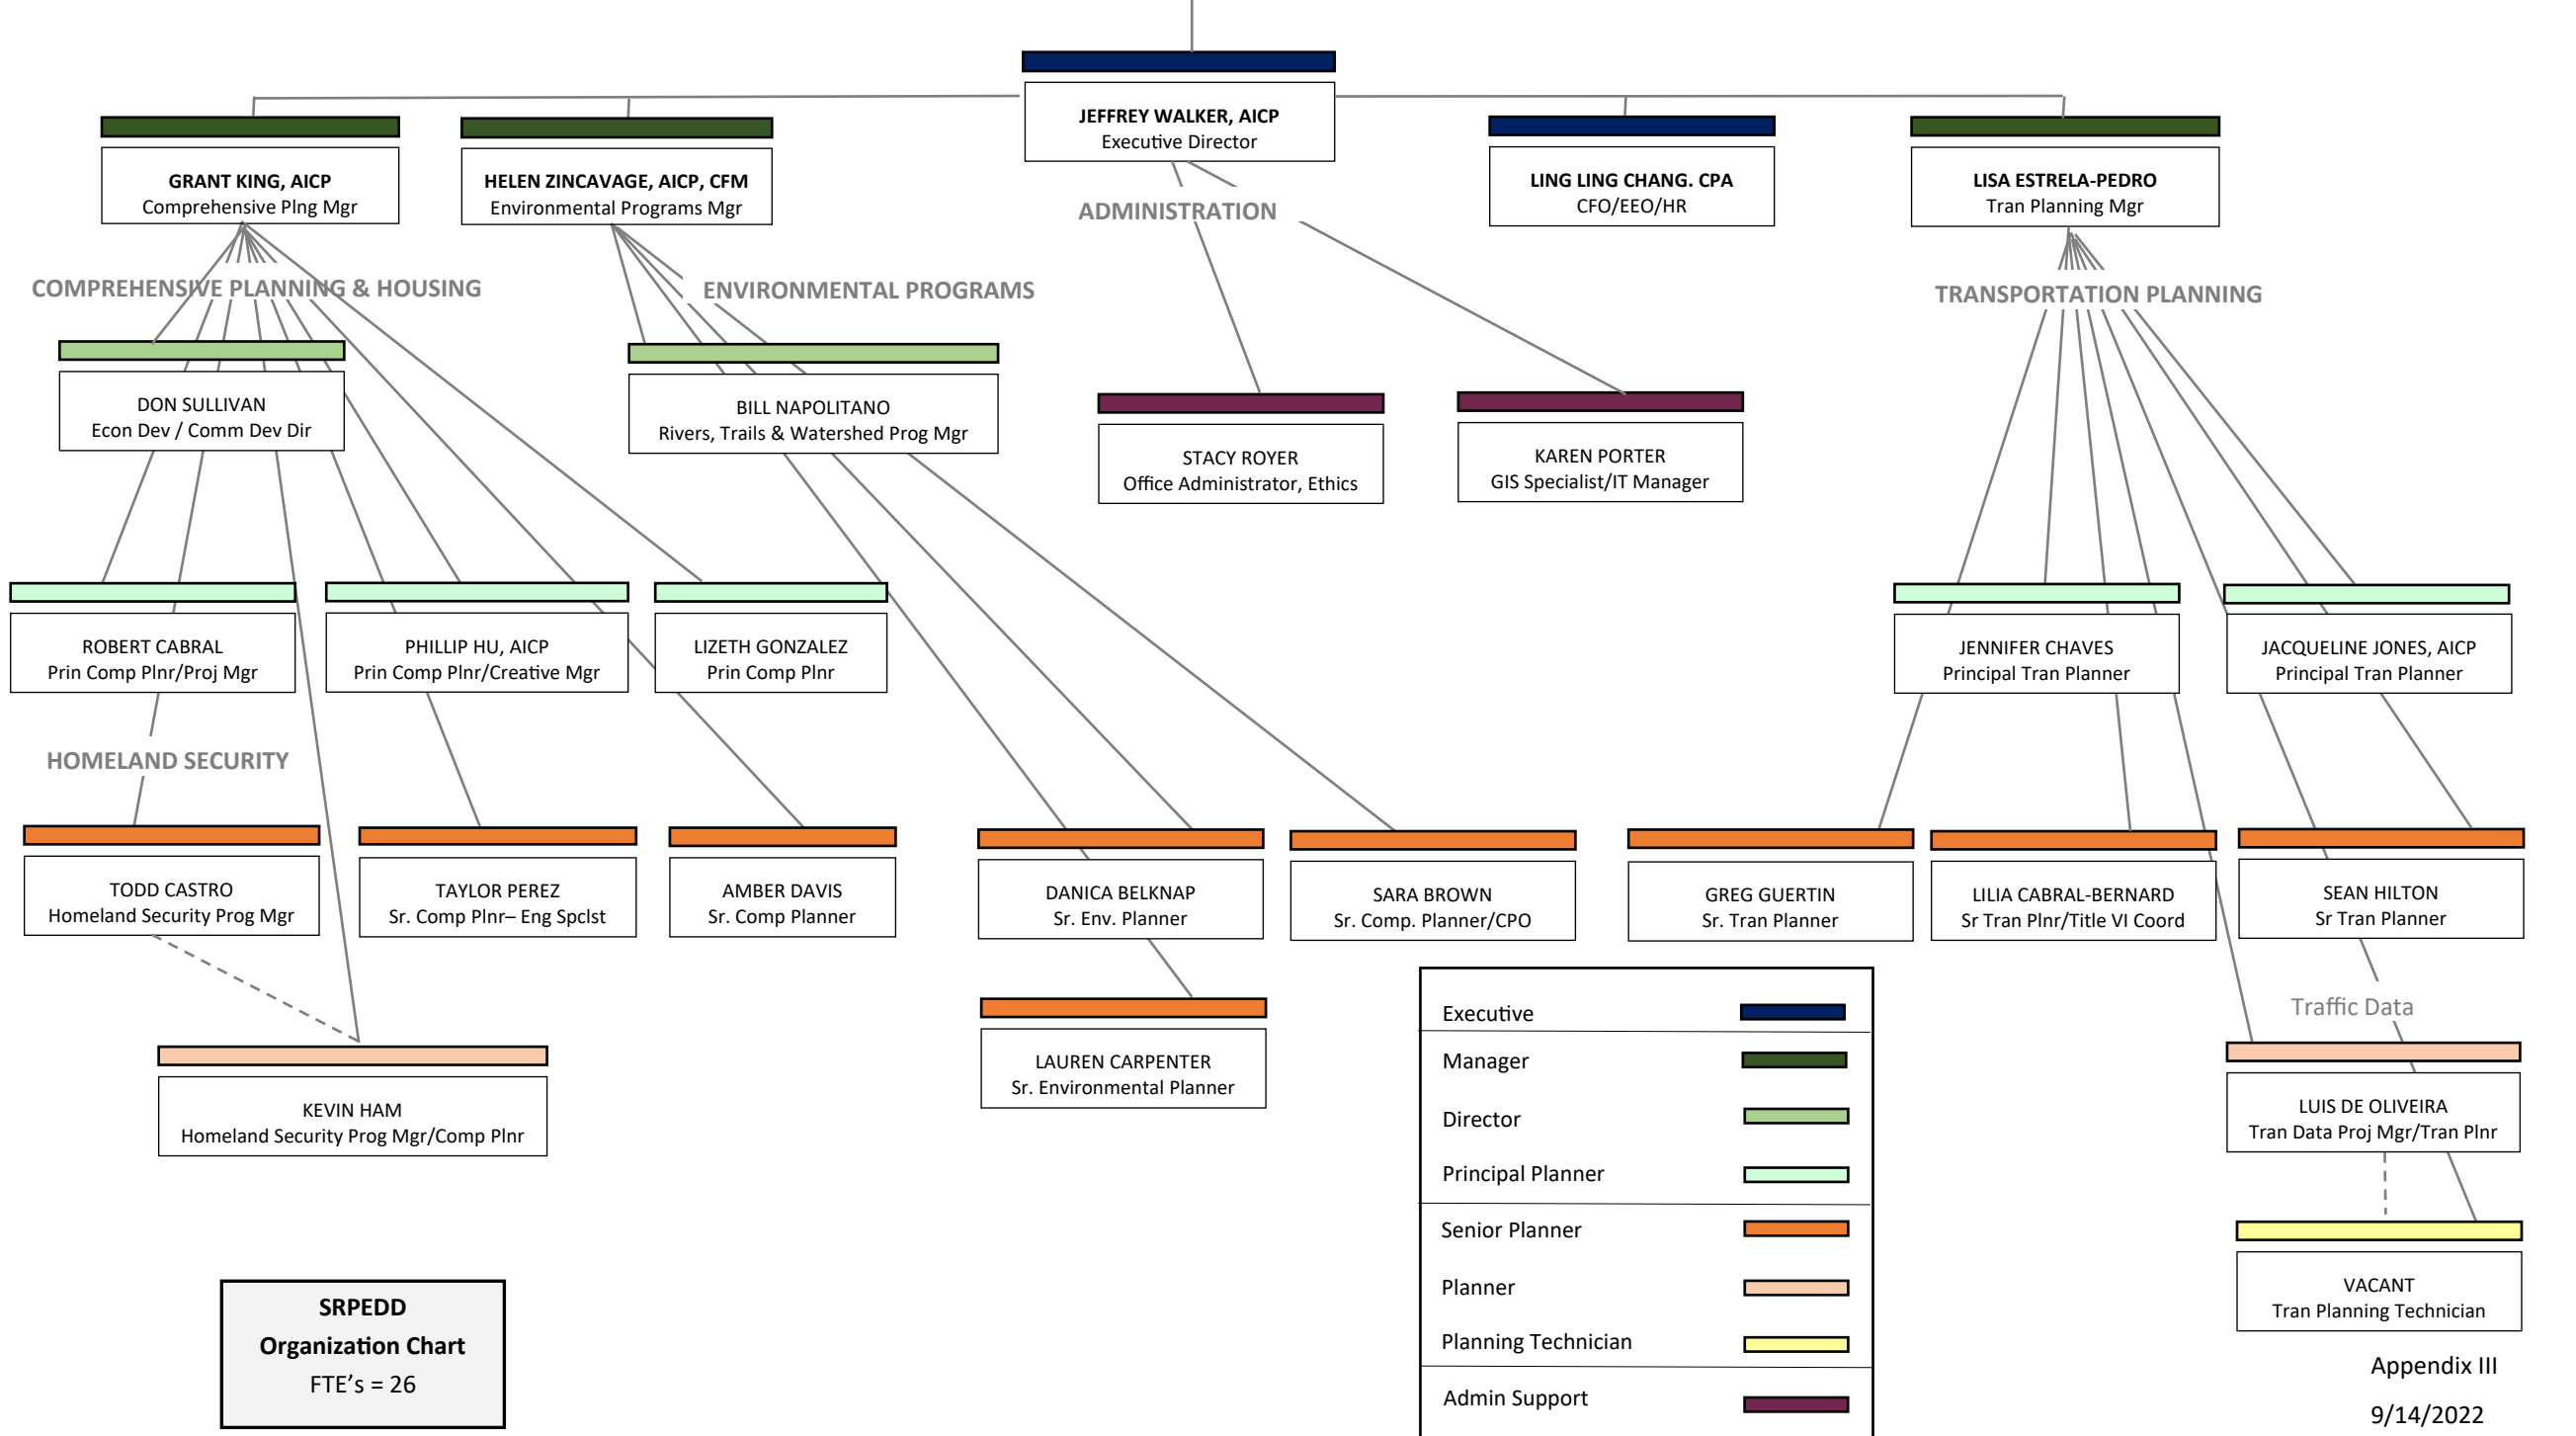 JEFFREY WALKER, AICP
Executive Director
GRANT KING, AICP
Comprehensive Plng Mgr
HELEN ZINCAVAGE, AICP, CFM
Environmental Programs Mgr
LING LING CHANG. CPA
CFO/EEO/HR
LISA ESTRELA-PEDRO
Tran Planning Mgr
ADMINISTRATION
COMPREHENSIVE PLANNING & HOUSING
ENVIRONMENTAL PROGRAMS
TRANSPORTATION PLANNING
DON SULLIVAN
Econ Dev / Comm Dev Dir
BILL NAPOLITANO
Rivers, Trails & Watershed Prog Mgr
STACY ROYER
Office Administrator, Ethics
KAREN PORTER
GIS Specialist/IT Manager
ROBERT CABRAL
Prin Comp Plnr/Proj Mgr
PHILLIP HU, AICP
Prin Comp Plnr/Creative Mgr
LIZETH GONZALEZ
Prin Comp Plnr
JENNIFER CHAVES
Principal Tran Planner
JACQUELINE JONES, AICP
Principal Tran Planner
HOMELAND SECURITY
TODD CASTRO
Homeland Security Prog Mgr
TAYLOR PEREZ
Sr. Comp Plnr– Eng Spclst
AMBER DAVIS
Sr. Comp Planner
DANICA BELKNAP
Sr. Env. Planner
SARA BROWN
Sr. Comp. Planner/CPO
GREG GUERTIN
Sr. Tran Planner
LILIA CABRAL-BERNARD
Sr Tran Plnr/Title VI Coord
SEAN HILTON
Sr Tran Planner
KEVIN HAM
Homeland Security Prog Mgr/Comp Plnr
LAUREN CARPENTER
Sr. Environmental Planner
Traffic Data
LUIS DE OLIVEIRA
Tran Data Proj Mgr/Tran Plnr
VACANT
Tran Planning Technician
Executive
Manager
Director
Principal Planner
Senior Planner
Planner
Planning Technician
Admin Support
SRPEDD
Organization Chart
FTE's = 26
Appendix III
9/14/2022